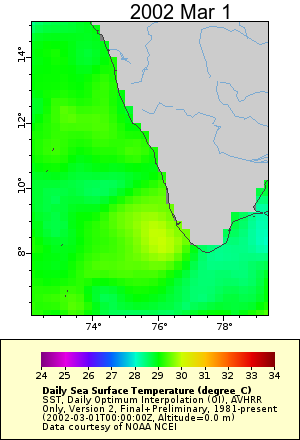 2002 Mar 1
14°
12°
10°
8°
74° 76° 78°
24 25 26 27 28 29 30 31 32 33 34
Daily Sea Surface Temperature (degree_C)
SST, Daily Optimum Interpolation (OI), AVHRR
Only, Version 2, Final+Preliminary, 1981-present
(2002-03-01T00:00:00Z, Altitude=0.0 m)
Data courtesy of NOAA NCEI